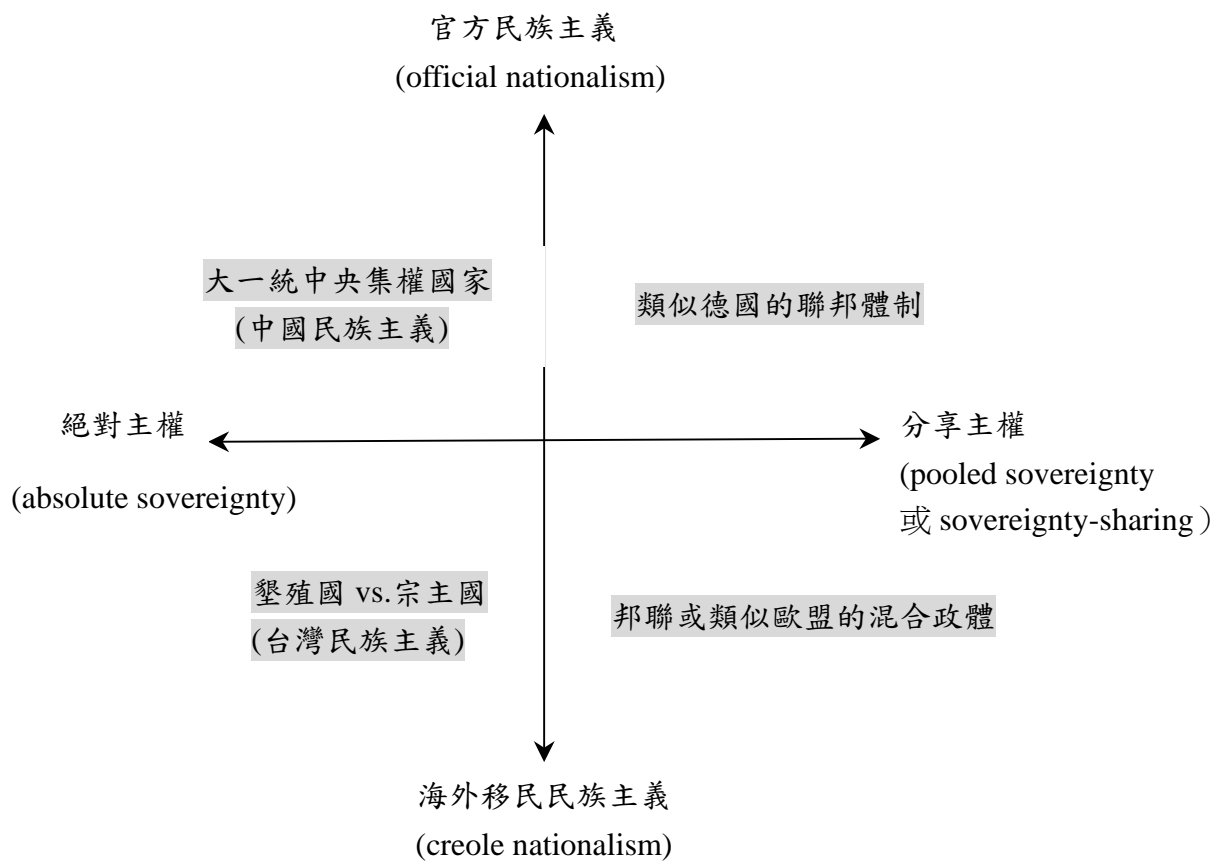 官方民族主義
(official nationalism)
大一統中央集權國家
(中國民族主義)
類似德國的聯邦體制
絕對主權
(absolute sovereignty)
分享主權
(pooled sovereignty
或 sovereignty-sharing）
墾殖國 vs.宗主國
(台灣民族主義)
邦聯或類似歐盟的混合政體
海外移民民族主義
(creole nationalism)